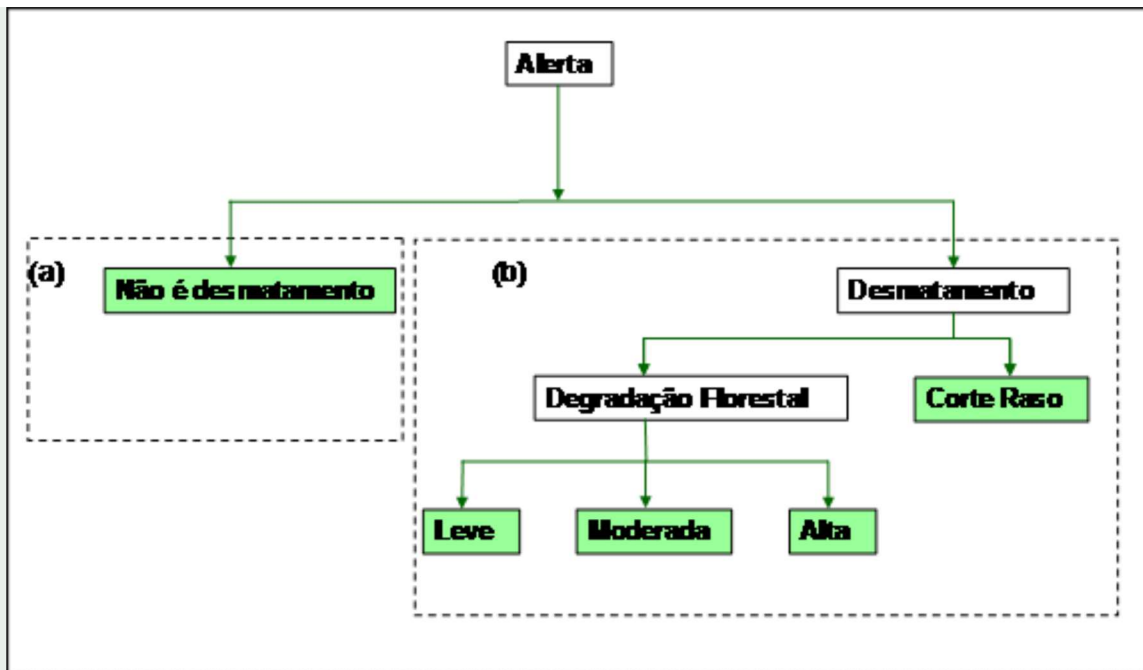 Alerta
(a)
Não é desmatamento
(b)
Desmatamento
Degradação Florestal
Corte Raso
Leve
Moderada
Alta